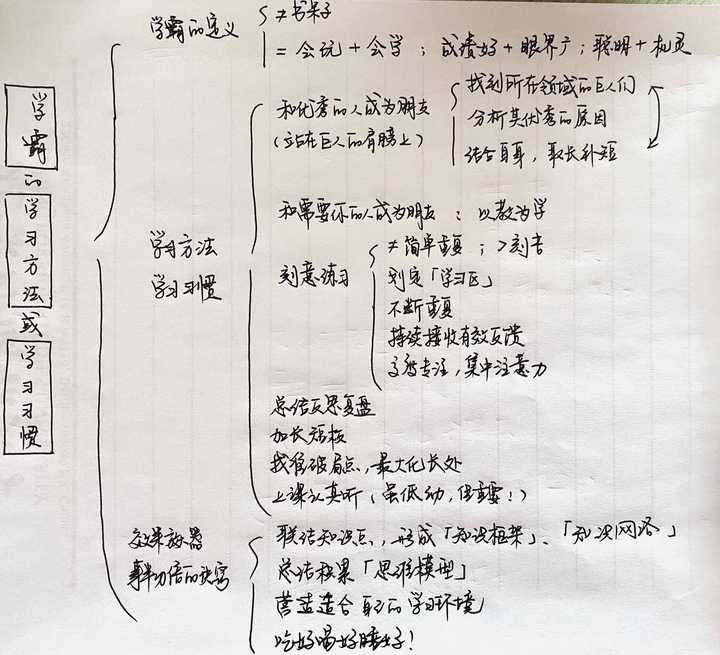 学霸的学习方法或学习习惯
学霸的定义
≠书呆子
=会玩+会学；成绩好+眼界广；聪明+机灵
学习方法
学习习惯
和优秀的人成为朋友
（站在巨人的肩膀上）
找到所在领域的巨人们
分析其优秀的原因
结合自身，取长补短
和需要你的人成为朋友：以教为学
刻意练习
≠简单重复；>刻苦
划定「学习区」
不断重复
持续接收有效反馈
高度专注，集中注意力
总结反思复盘
加长短板
找准破局点，最大化长处
上课认真听（虽低幼，但重要！）
效果放大器
事半功倍的诀窍
联结知识点，形成「知识框架」、「知识网络」
总结积累「思维模型」
营造适合自己的学习环境
吃好喝好睡好！